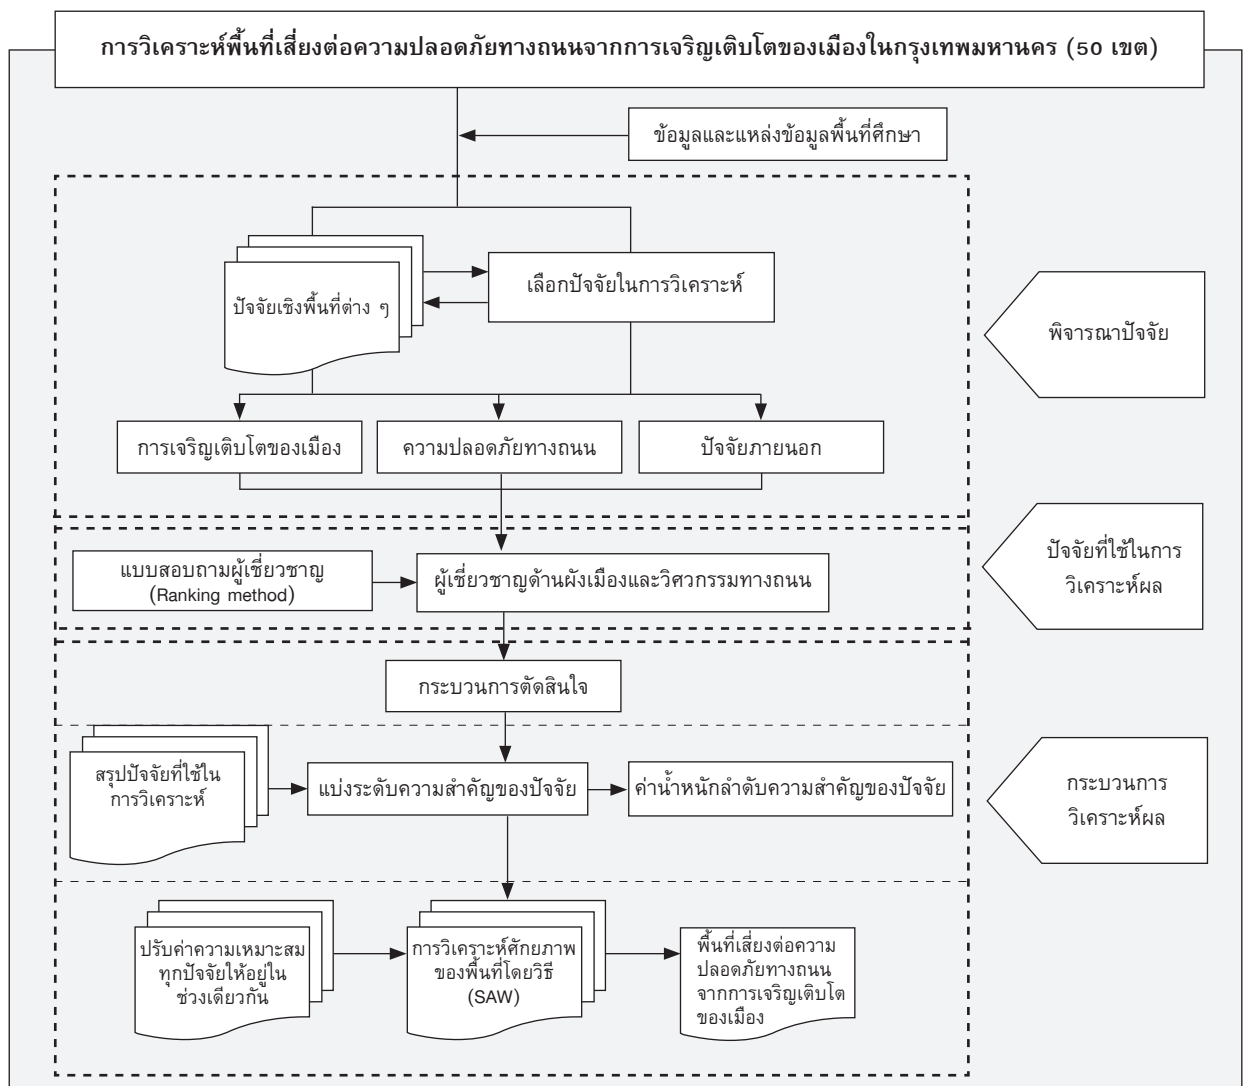 การวิเคราะห์พื้นที่เสี่ยงต่อความปลอดภัยทางถนนจากการเจริญเติบโตของเมืองในกรุงเทพมหานคร (50 เขต)
ข้อมูลและแหล่งข้อมูลพื้นที่ศึกษา
ปัจจัยเชิงพื้นที่ต่าง ๆ
เลือกปัจจัยในการวิเคราะห์
พิจารณาปัจจัย
การเจริญเติบโตของเมือง
ความปลอดภัยทางถนน
ปัจจัยภายนอก
แบบสอบถามผู้เชี่ยวชาญ
(Ranking method)
ผู้เชี่ยวชาญด้านผังเมืองและวิศวกรรมทางถนน
ปัจจัยที่ใช้ในการ
วิเคราะห์ผล
กระบวนการตัดสินใจ
สรุปปัจจัยที่ใช้ใน
การวิเคราะห์
แบ่งระดับความสำคัญของปัจจัย
ค่าน้ำหนักลำดับความสำคัญของปัจจัย
กระบวนการ
วิเคราะห์ผล
ปรับค่าความเหมาะสม
ทุกปัจจัยให้อยู่ใน
ช่วงเดียวกัน
การวิเคราะห์ศักยภาพ
ของพื้นที่โดยวิธี
(SAW)
พื้นที่เสี่ยงต่อความ
ปลอดภัยทางถนน
จากการเจริญเติบโต
ของเมือง